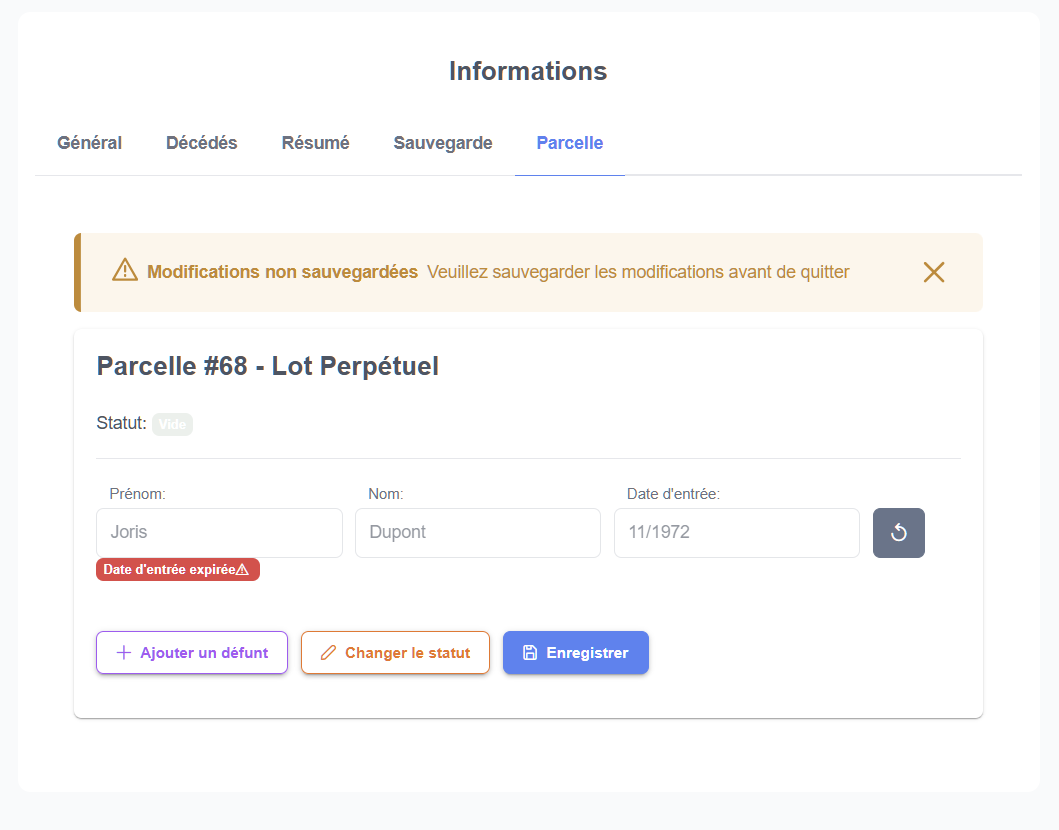 Informations
Général Décédés Résumé Sauvegarde Parcelle
Modifications non sauvegardées Veuillez sauvegarder les modifications avant de quitter
Parcelle #68 - Lot Perpétuel
Statut: Vide
Prénom: Nom: Date d'entrée:
Joris Dupont 11/1972
Date d'entrée expirée⚠
Ajouter un défunt Changer le statut Enregistrer